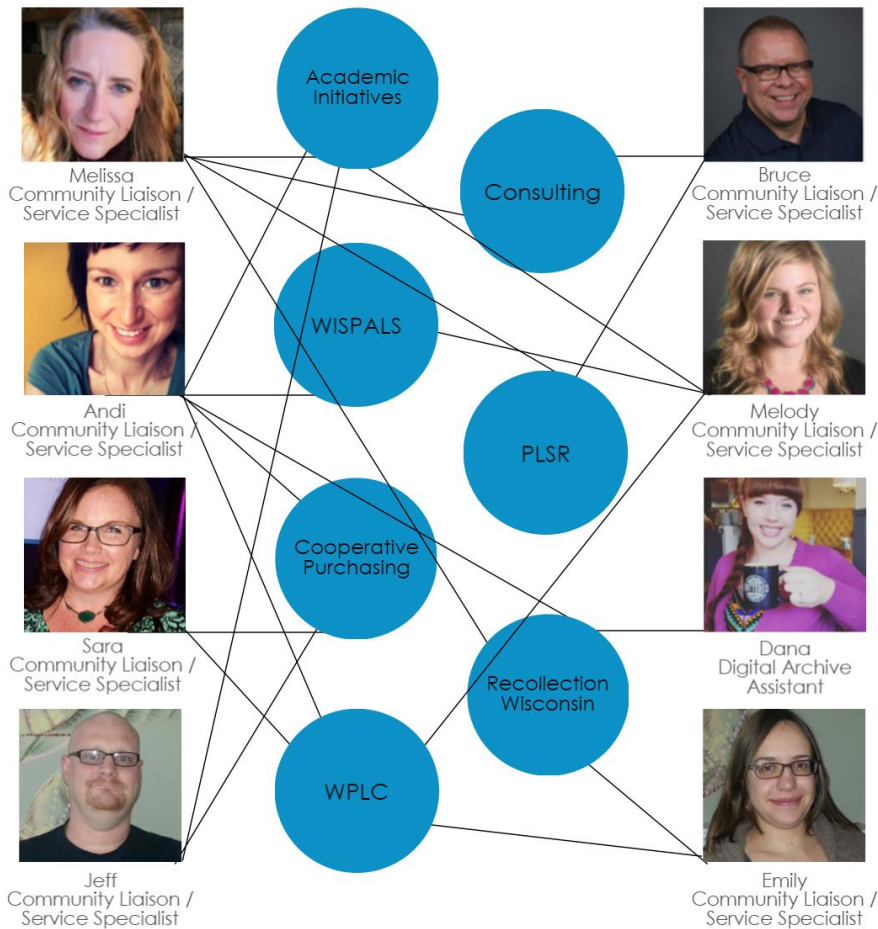 Academic
Initiatives
Consulting
Melissa
Community Liaison /
Service Specialist
Bruce
Community Liaison /
Service Specialist
WISPALS
Andi
Community Liaison /
Service Specialist
Melody
Community Liaison /
Service Specialist
PLSR
Cooperative
Purchasing
Sara
Community Liaison /
Service Specialist
Dana
Digital Archive
Assistant
Recollection
Wisconsin
WPLC
Jeff
Community Liaison /
Service Specialist
Emily
Community Liaison /
Service Specialist